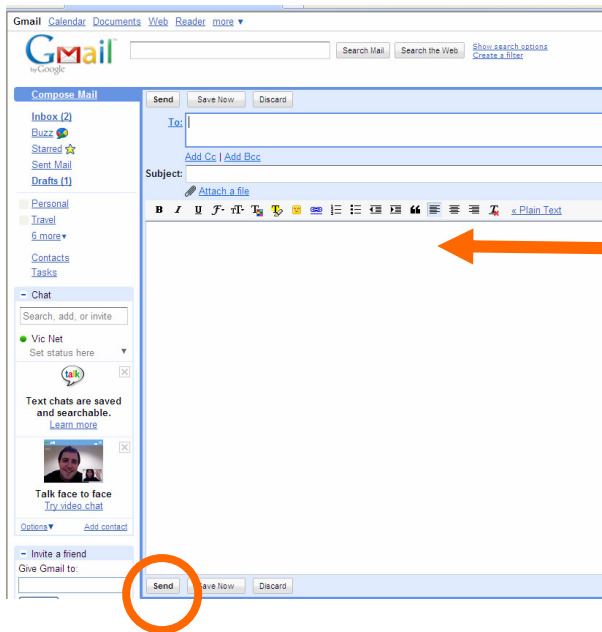 Gmail Calendar Documents Web Reader more ▼
Gmail
by Google
Search Mail Search the Web
Show search options
Create a filter
Compose Mail
Inbox (2)
Buzz
Starred
Sent Mail
Drafts (1)
Personal
Travel
6 more▼
Contacts
Tasks
– Chat
Search, add, or invite
Vic Net
Set status here ▼
talk
Text chats are saved
and searchable.
Learn more
Talk face to face
Try video chat
Options▼ Add contact
– Invite a friend
Give Gmail to:
Send Save Now Discard
To:
Add Cc | Add Bcc
Subject:
Attach a file
B I U F T T T « Plain Text
Send Save Now Discard